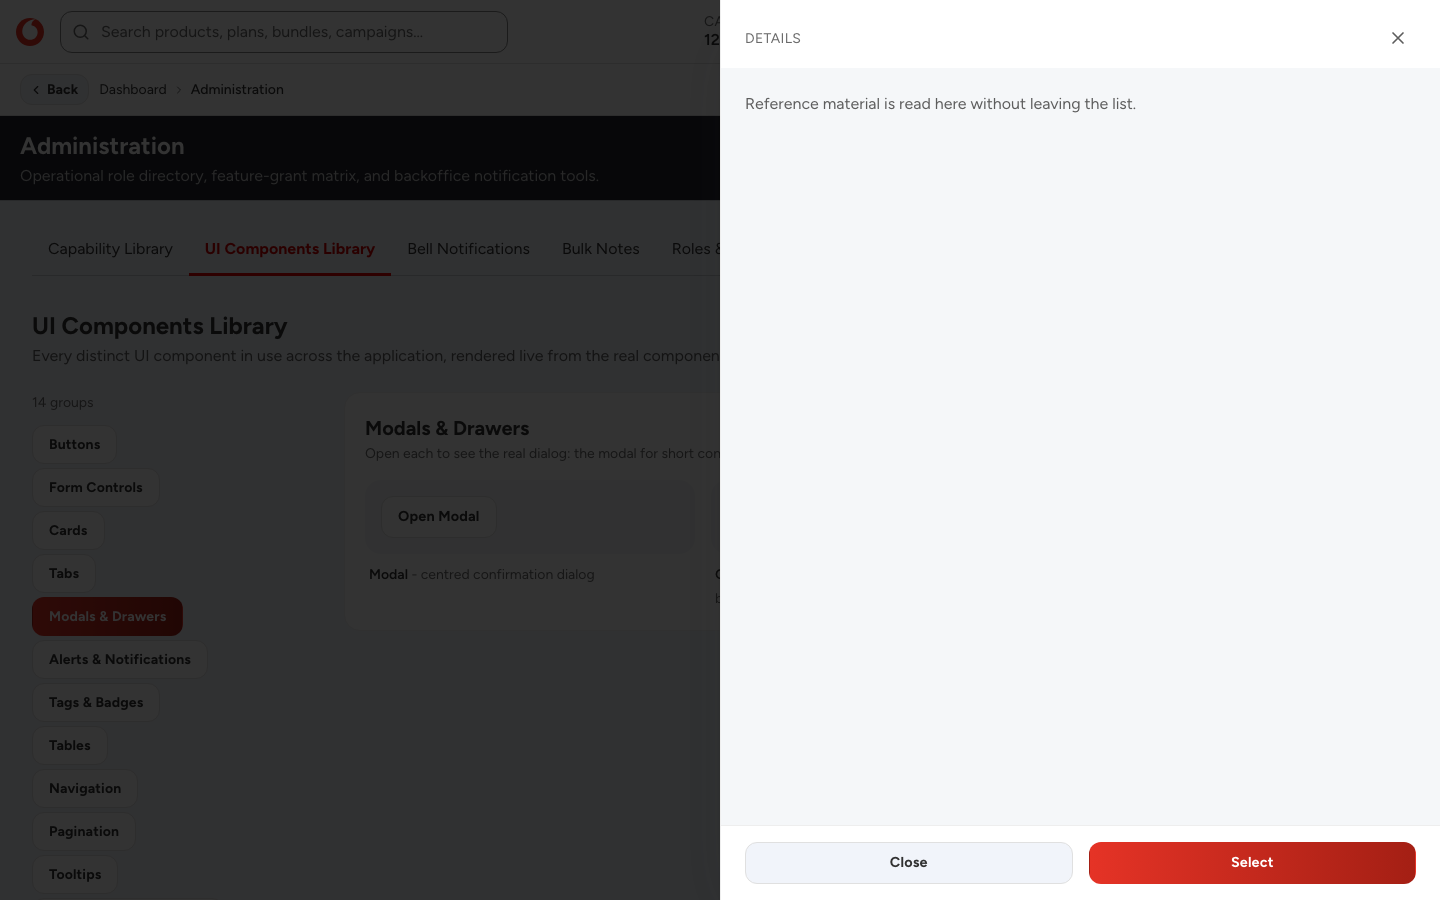 Search products, plans, bundles, campaigns...
CA
12
Back
Dashboard
Administration
Administration
Operational role directory, feature-grant matrix, and backoffice notification tools.
Capability Library
UI Components Library
Bell Notifications
Bulk Notes
Roles &
UI Components Library
Every distinct UI component in use across the application, rendered live from the real componen
14 groups
Buttons
Form Controls
Cards
Tabs
Modals & Drawers
Alerts & Notifications
Tags & Badges
Tables
Navigation
Pagination
Tooltips
Modals & Drawers
Open each to see the real dialog: the modal for short con
Open Modal
Modal - centred confirmation dialog
DETAILS
Reference material is read here without leaving the list.
Close
Select